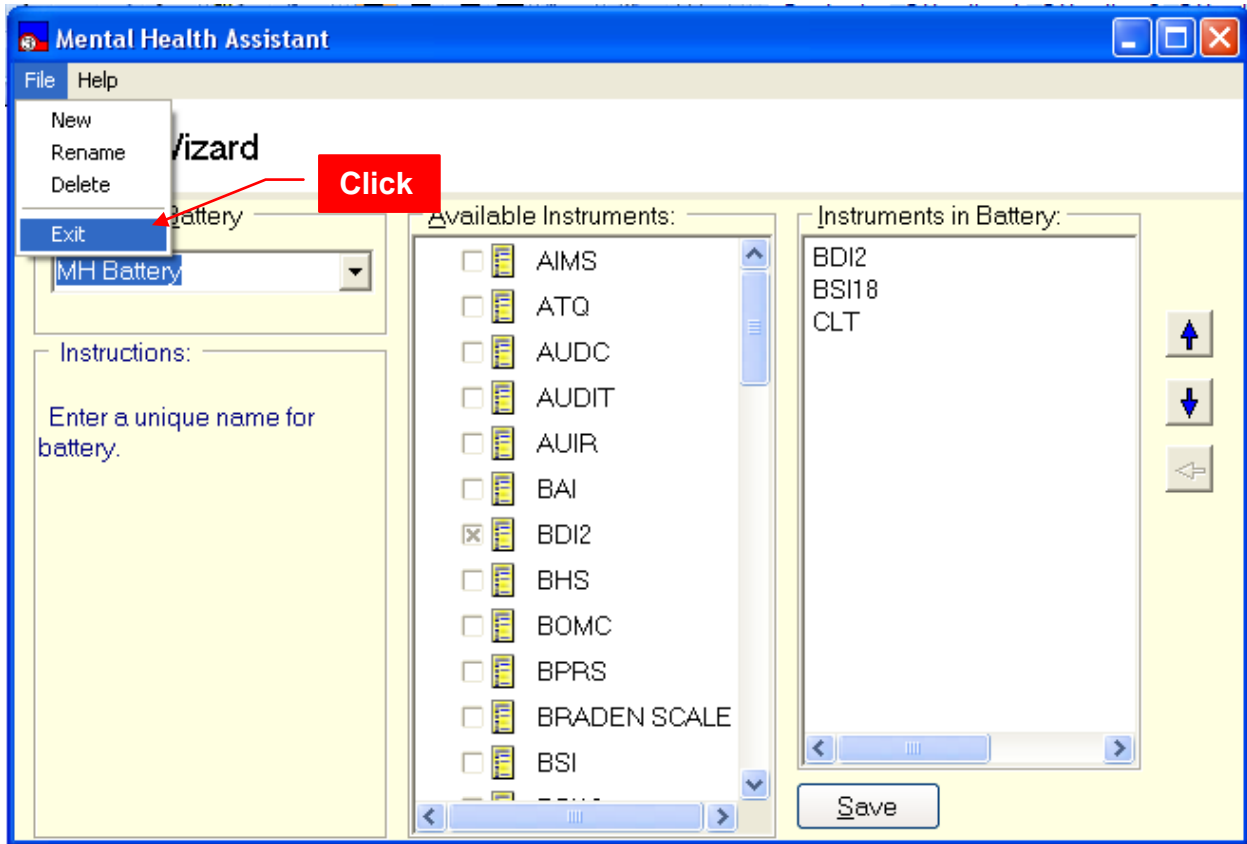 Mental Health Assistant
File Help
New
Rename
Delete
Exit
Wizard
Click
Battery
MH Battery
Instructions:
Enter a unique name for
battery.
Available Instruments:
AIMS
ATQ
AUDC
AUDIT
AUIR
BAI
BDI2
BHS
BOMC
BPRS
BRADEN SCALE
BSI
Instruments in Battery:
BDI2
BSI18
CLT
Save